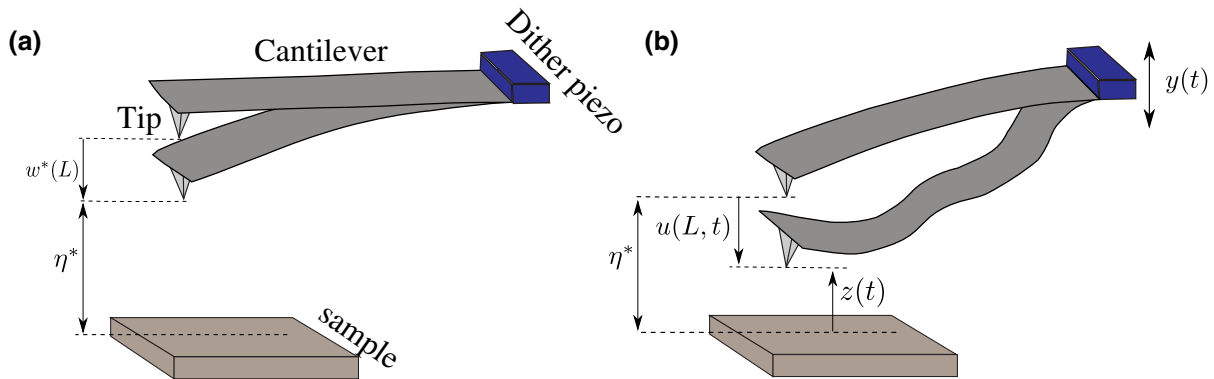 (a)
Cantilever
Dither piezo
Tip
w*(L)
η*
sample
(b)
y(t)
u(L, t)
η*
z(t)